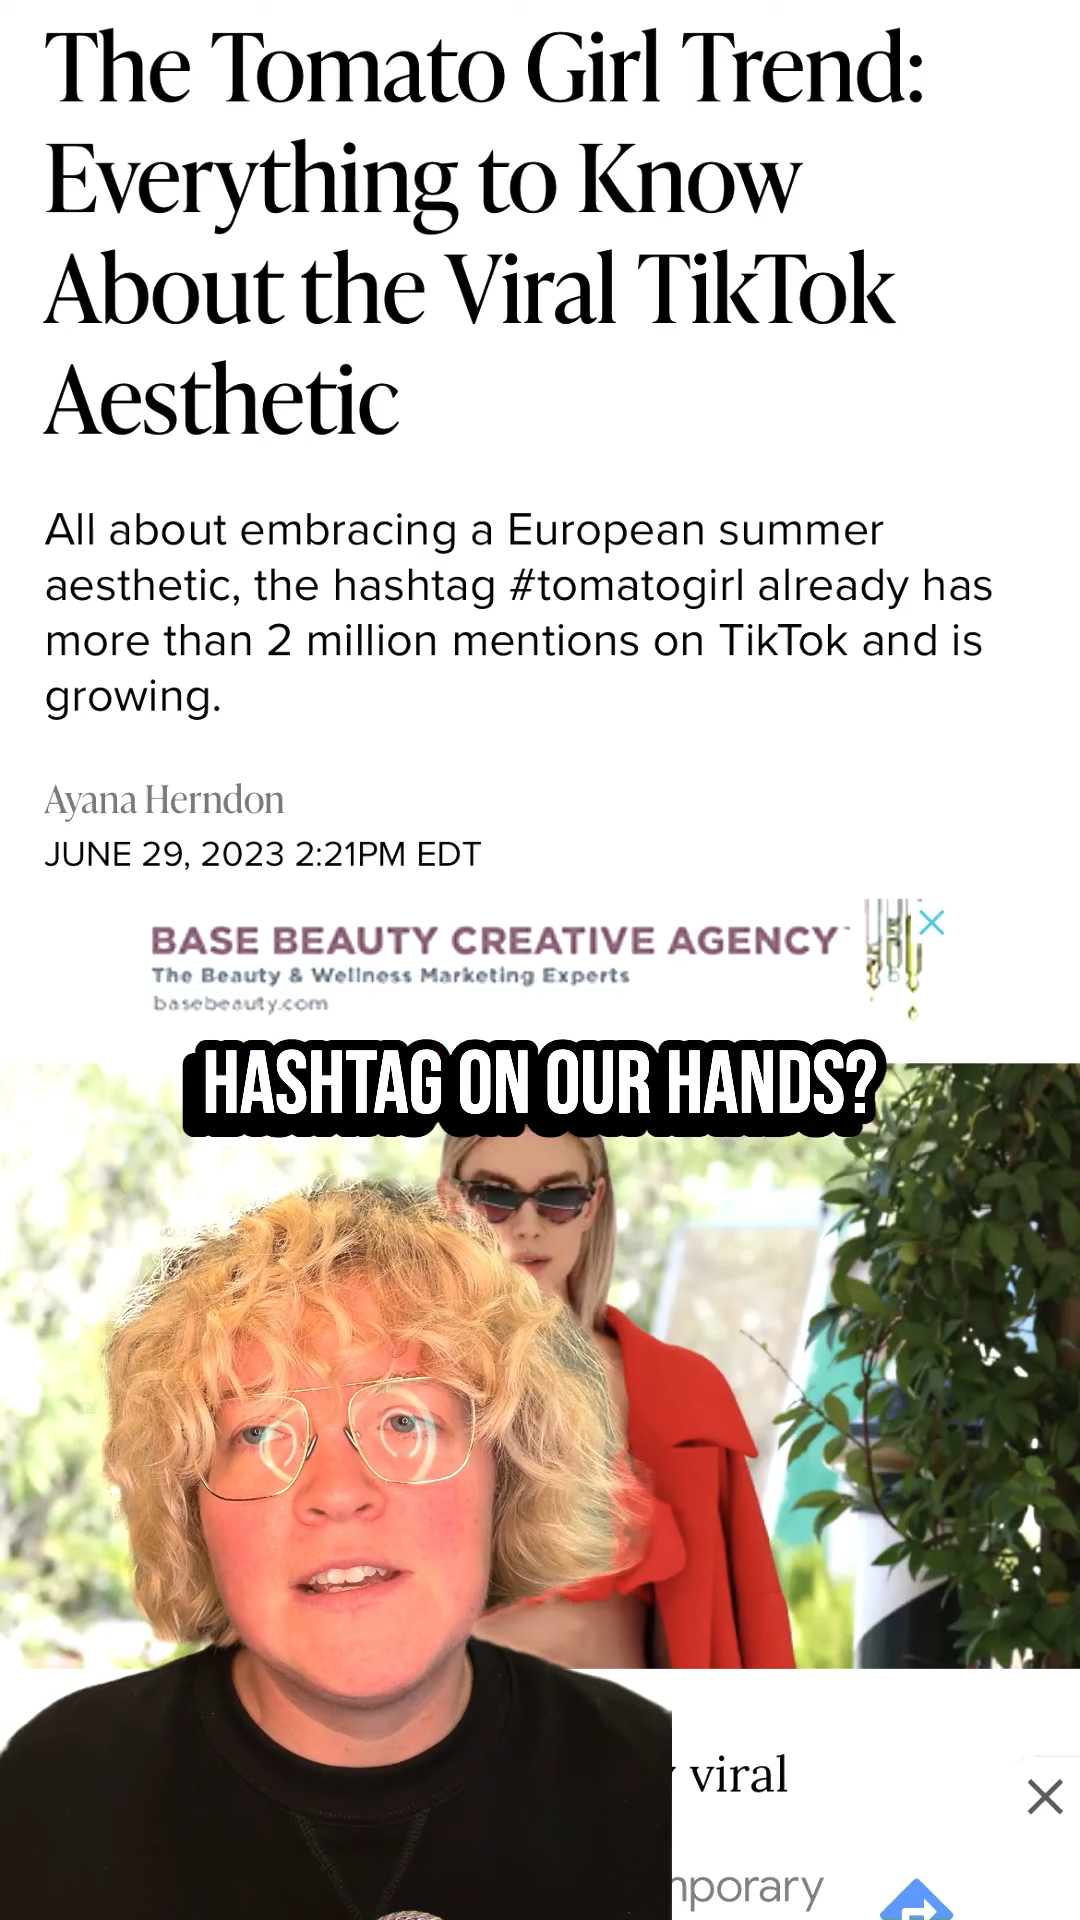 The Tomato Girl Trend:
Everything to Know
About the Viral TikTok
Aesthetic
All about embracing a European summer
aesthetic, the hashtag #tomatogirl already has
more than 2 million mentions on TikTok and is
growing.
Ayana Herndon
JUNE 29, 2023 2:21PM EDT
BASE BEAUTY CREATIVE AGENCY
The Beauty & Wellness Marketing Experts
basebeauty.com
HASHTAG ON OUR HANDS?
viral